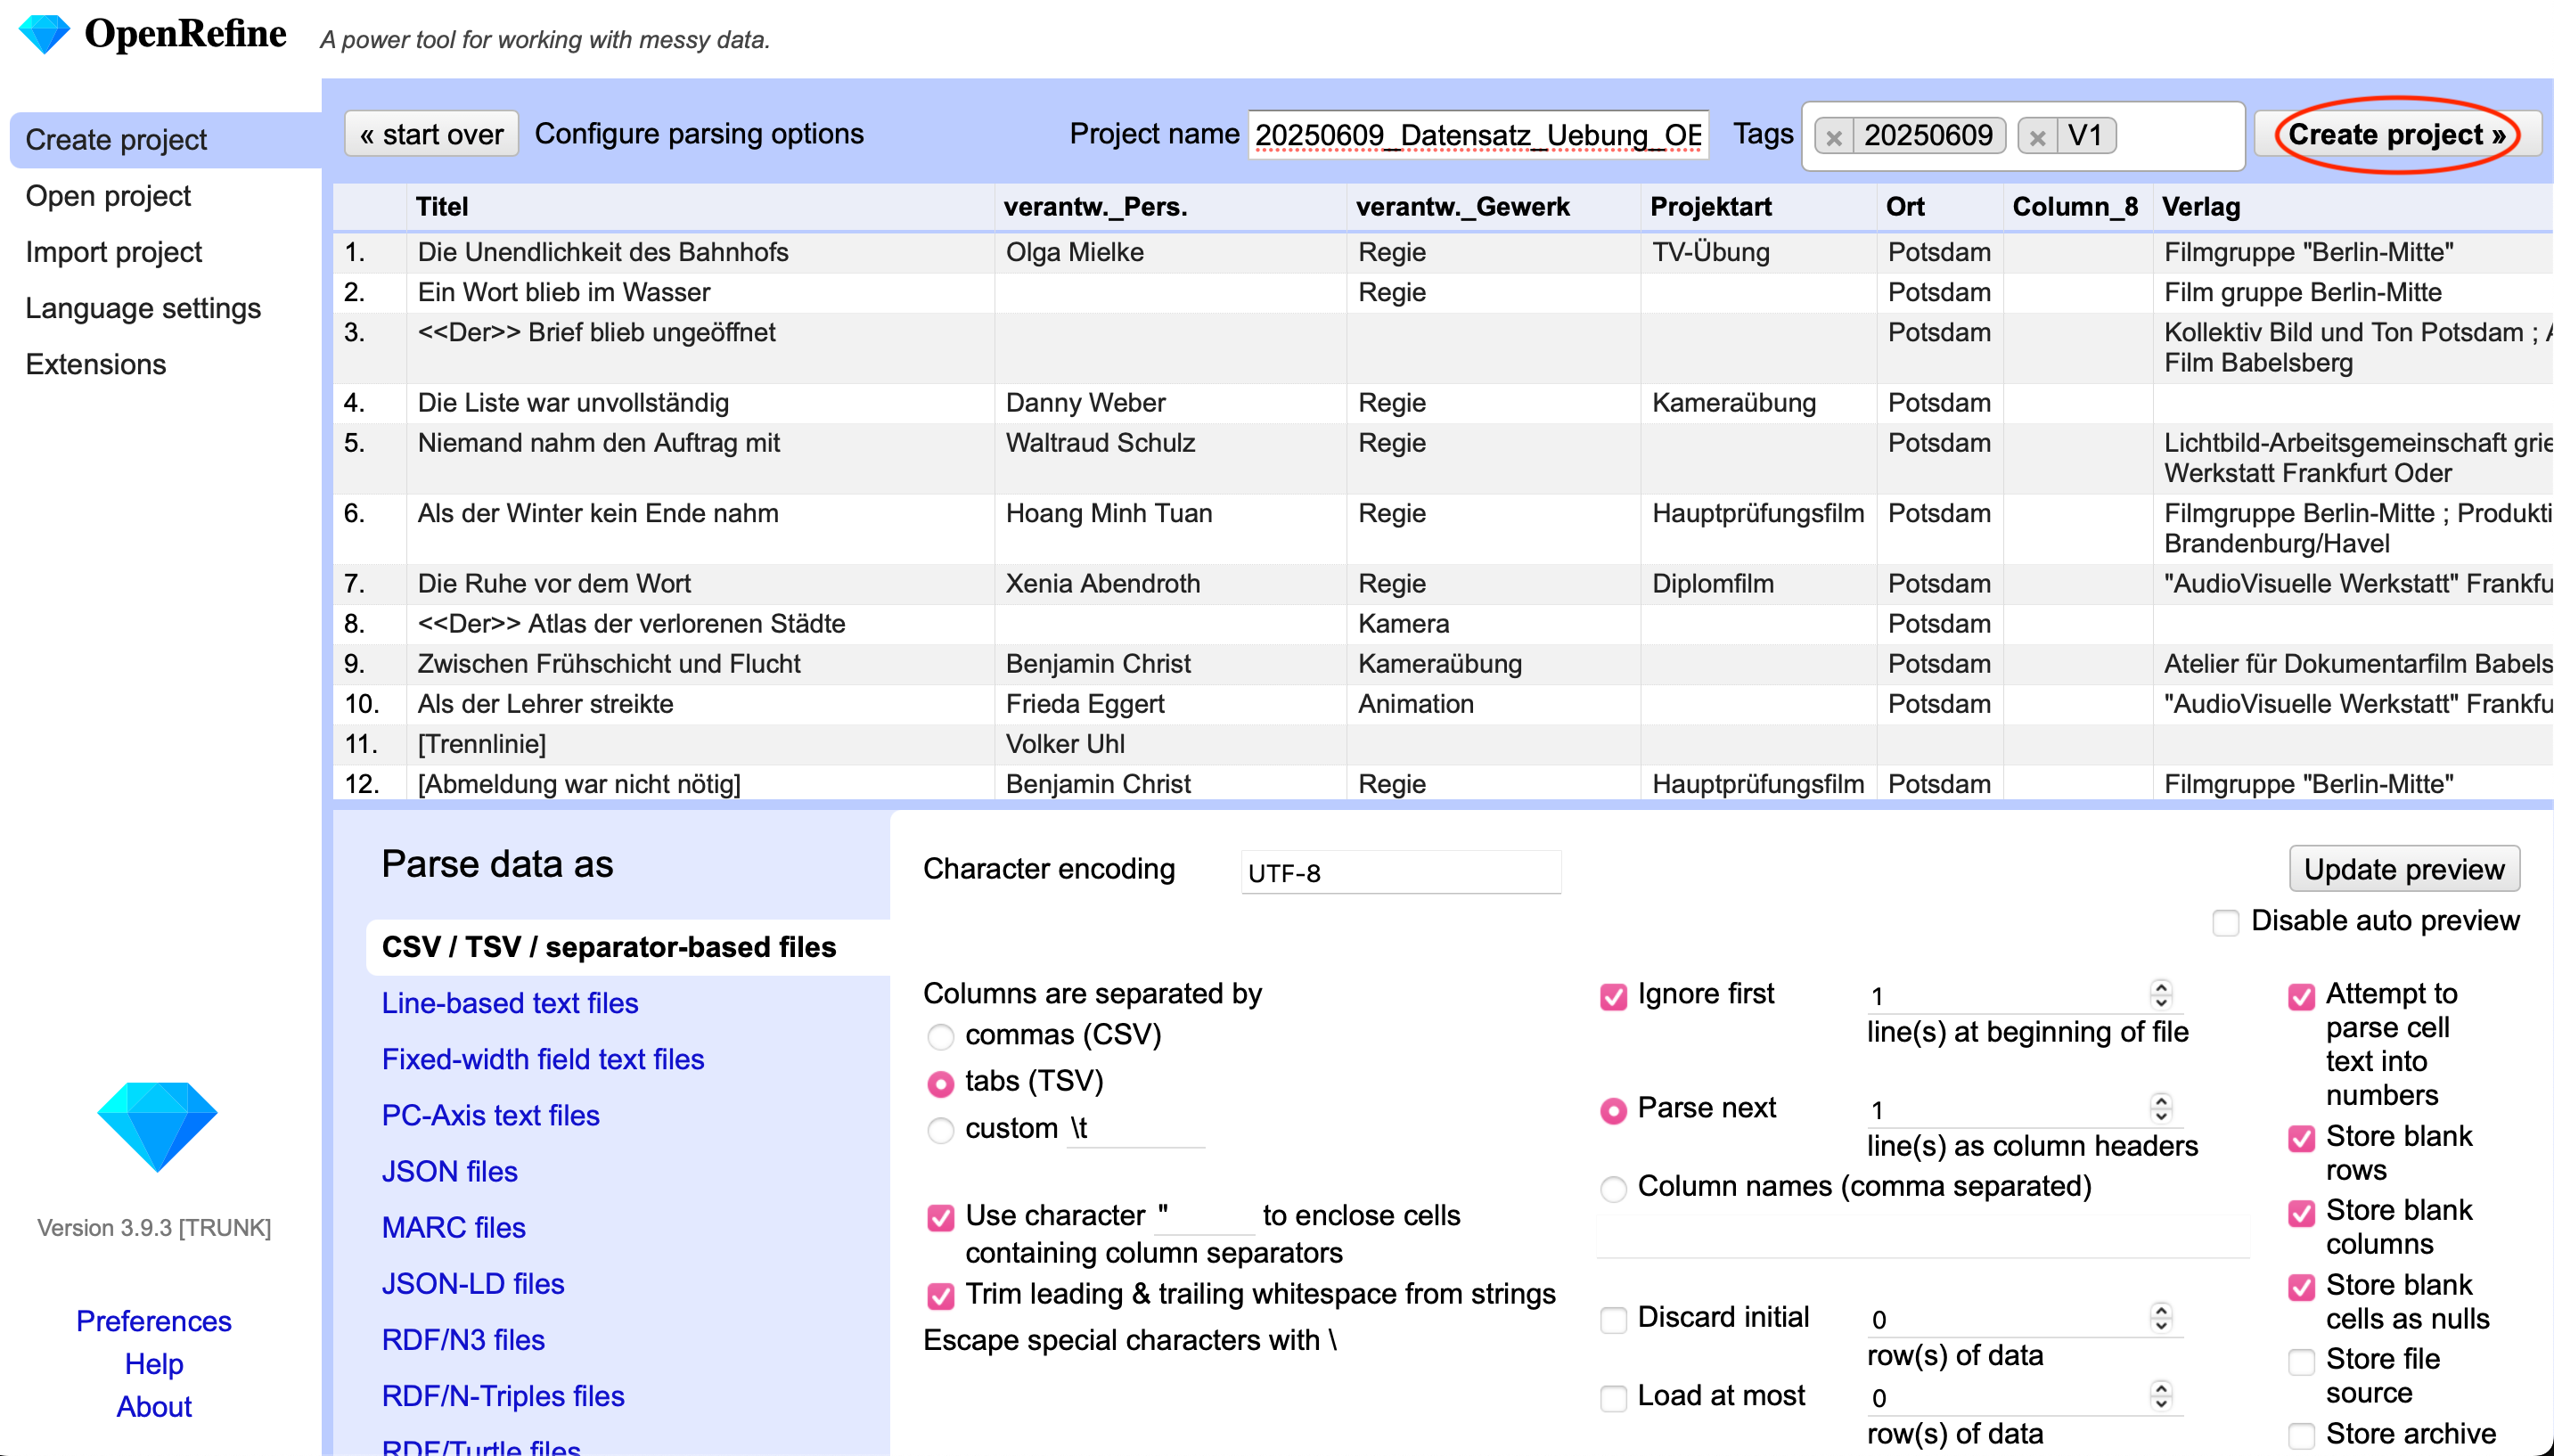 OpenRefine A power tool for working with messy data.
Create project
Open project
Import project
Language settings
Extensions
Version 3.9.3 [TRUNK]
Preferences
Help
About
« start over Configure parsing options Project name 20250609_Datensatz_Uebung_OE Tags × 20250609 × V1 Create project »
Titel verantw._Pers. verantw._Gewerk Projektart Ort Column_8 Verlag
1. Die Unendlichkeit des Bahnhofs Olga Mielke Regie TV-Übung Potsdam Filmgruppe "Berlin-Mitte"
2. Ein Wort blieb im Wasser Regie Potsdam Film gruppe Berlin-Mitte
3. <<Der>> Brief blieb ungeöffnet Potsdam Kollektiv Bild und Ton Potsdam ;
Film Babelsberg
4. Die Liste war unvollständig Danny Weber Regie Kameraübung Potsdam
5. Niemand nahm den Auftrag mit Waltraud Schulz Regie Potsdam Lichtbild-Arbeitsgemeinschaft grie
Werkstatt Frankfurt Oder
6. Als der Winter kein Ende nahm Hoang Minh Tuan Regie Hauptprüfungsfilm Potsdam Filmgruppe Berlin-Mitte ; Produkti
Brandenburg/Havel
7. Die Ruhe vor dem Wort Xenia Abendroth Regie Diplomfilm Potsdam "AudioVisuelle Werkstatt" Frankfu
8. <<Der>> Atlas der verlorenen Städte Kamera Potsdam
9. Zwischen Frühschicht und Flucht Benjamin Christ Kameraübung Potsdam Atelier für Dokumentarfilm Babels
10. Als der Lehrer streikte Frieda Eggert Animation Potsdam "AudioVisuelle Werkstatt" Frankfu
11. [Trennlinie] Volker Uhl
12. [Abmeldung war nicht nötig] Benjamin Christ Regie Hauptprüfungsfilm Potsdam Filmgruppe "Berlin-Mitte"
Parse data as
CSV / TSV / separator-based files
Line-based text files
Fixed-width field text files
PC-Axis text files
JSON files
MARC files
JSON-LD files
RDF/N3 files
RDF/N-Triples files
RDF/Turtle files
Character encoding UTF-8
Update preview
Disable auto preview
Columns are separated by
commas (CSV)
tabs (TSV)
custom \t
Use character " to enclose cells
containing column separators
Trim leading & trailing whitespace from strings
Escape special characters with \
Ignore first 1
line(s) at beginning of file
Parse next 1
line(s) as column headers
Column names (comma separated)
Discard initial 0
row(s) of data
Load at most 0
row(s) of data
Attempt to
parse cell
text into
numbers
Store blank
rows
Store blank
columns
Store blank
cells as nulls
Store file
source
Store archive